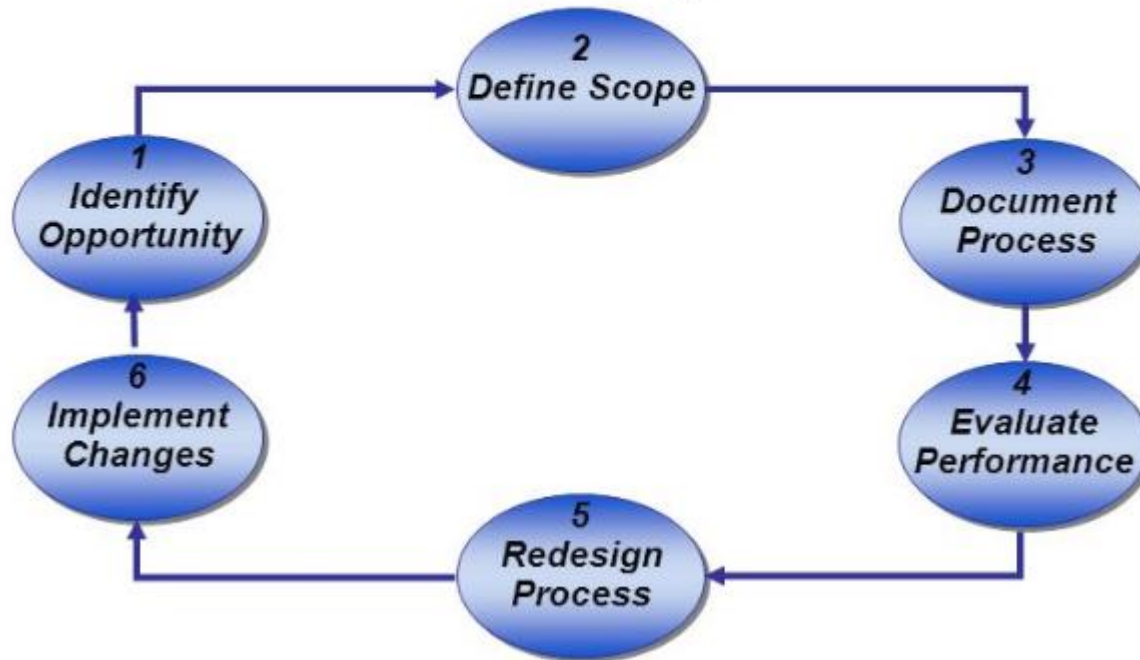 1
Identify
Opportunity
2
Define Scope
3
Document
Process
4
Evaluate
Performance
5
Redesign
Process
6
Implement
Changes